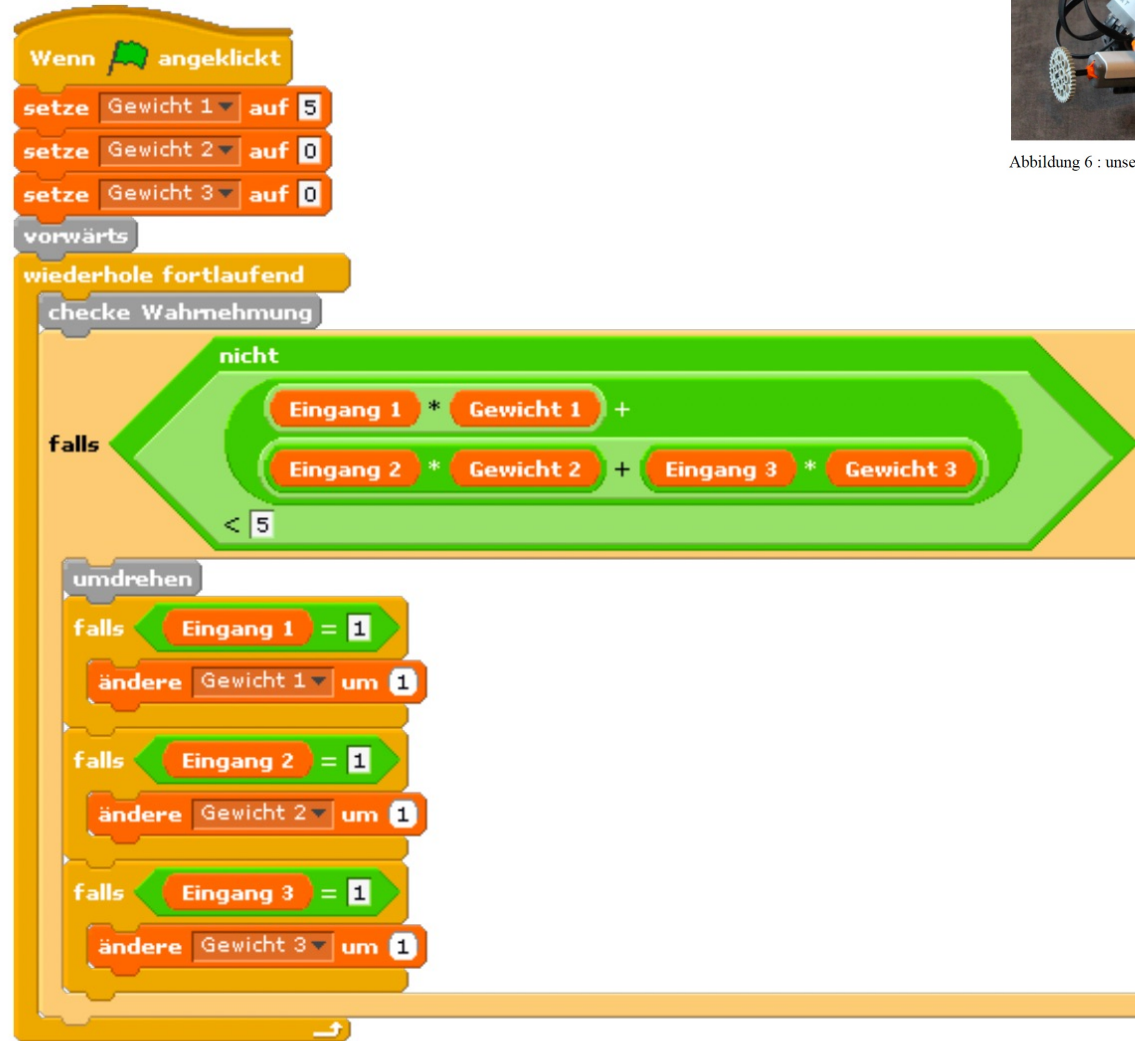 Wenn angeklickt
setze Gewicht 1 auf 5
setze Gewicht 2 auf 0
setze Gewicht 3 auf 0
vorwärts
wiederhole fortlaufend
checke Wahrnehmung
nicht
Eingang 1 * Gewicht 1 +
falls
Eingang 2 * Gewicht 2 + Eingang 3 * Gewicht 3
< 5
umdrehen
falls Eingang 1 = 1
ändere Gewicht 1 um 1
falls Eingang 2 = 1
ändere Gewicht 2 um 1
falls Eingang 3 = 1
ändere Gewicht 3 um 1
Abbildung 6 : unse